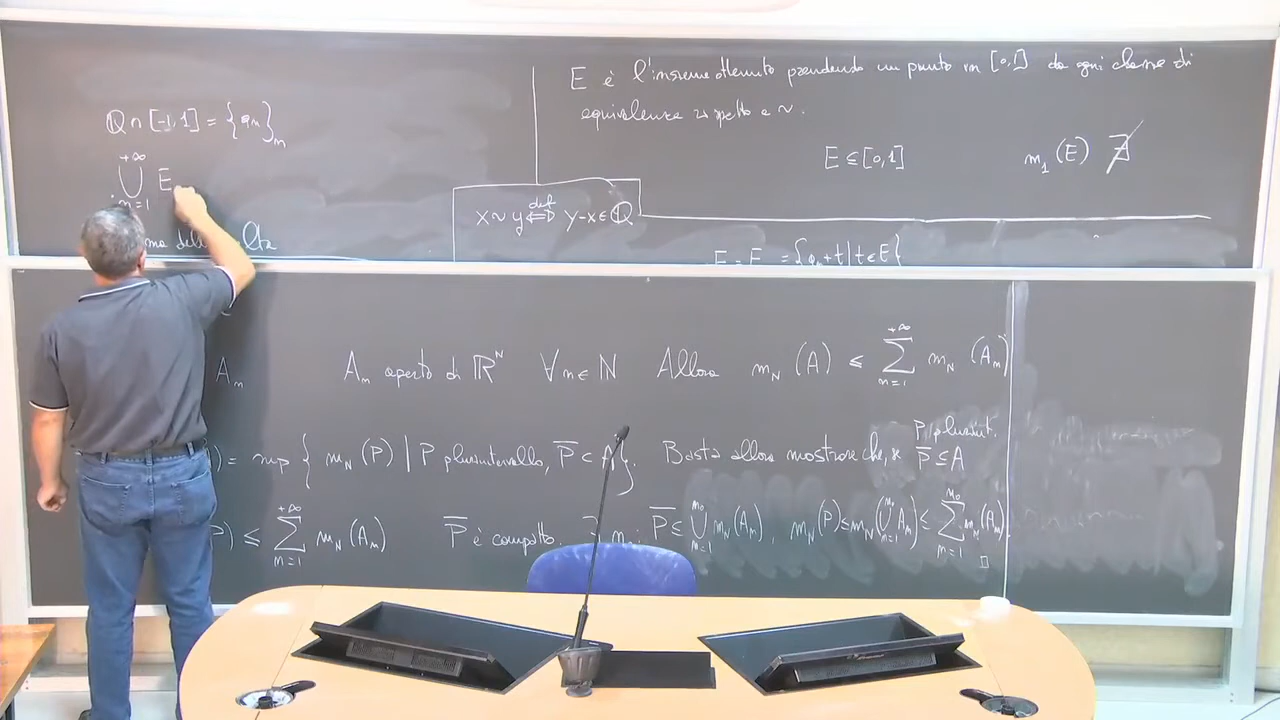 E è l'insieme ottenuto prendendo un punto in [0,1] da ogni classe di
equivalenza rispetto a ~.
E ⊆ [0,1]    m₁(E) ∄
ℚ ∩ [-1,1] = {qₙ}ₙ
⋃_{n=1}^{+∞} E
x ~ y ⇔^{def} y-x ∈ ℚ
= {qₙ+t | t ∈ E}
Aₙ    Aₙ aperto di ℝᴺ    ∀n ∈ ℕ    Allora    m_N(A) ≤ ∑_{n=1}^{+∞} m_N(Aₙ)
) = sup { m_N(P) | P plurintervallo, P̅ ⊂ A }.    Basta allora mostrare che, se P plurint. P̅ ⊆ A
P) ≤ ∑_{n=1}^{+∞} m_N(Aₙ)    P̅ è compatto.    P̅ ⊆ ⋃_{n=1}^{n₀} m_N(Aₙ),    m_N(P) ≤ m_N(⋃_{n=1}^{n₀} Aₙ) ≤ ∑_{n=1}^{n₀} m_N(Aₙ).
□